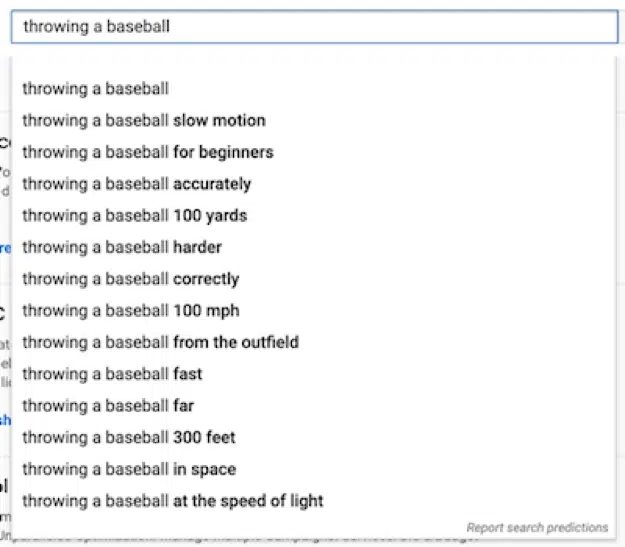 throwing a baseball
throwing a baseball
throwing a baseball slow motion
throwing a baseball for beginners
throwing a baseball accurately
throwing a baseball 100 yards
throwing a baseball harder
throwing a baseball correctly
throwing a baseball 100 mph
throwing a baseball from the outfield
throwing a baseball fast
throwing a baseball far
throwing a baseball 300 feet
throwing a baseball in space
throwing a baseball at the speed of light
Report search predictions